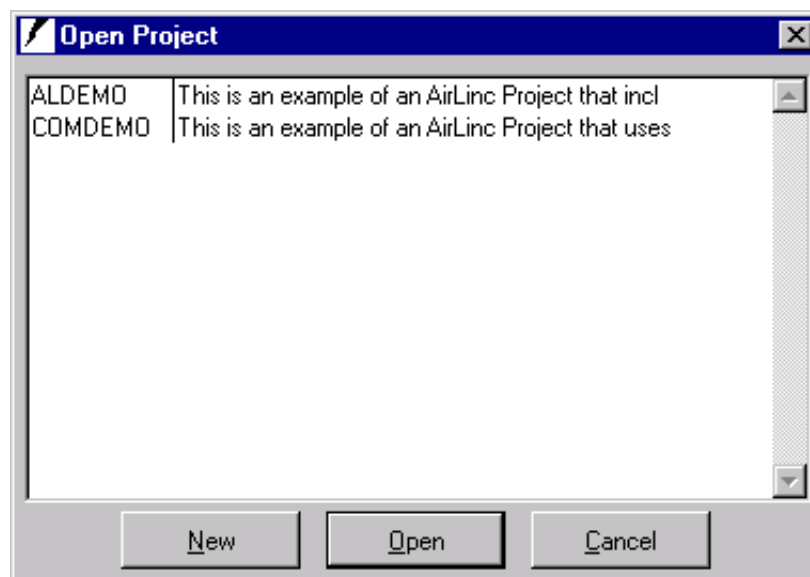 Open Project
ALDEMO This is an example of an AirLinc Project that incl
COMDEMO This is an example of an AirLinc Project that uses
New Open Cancel